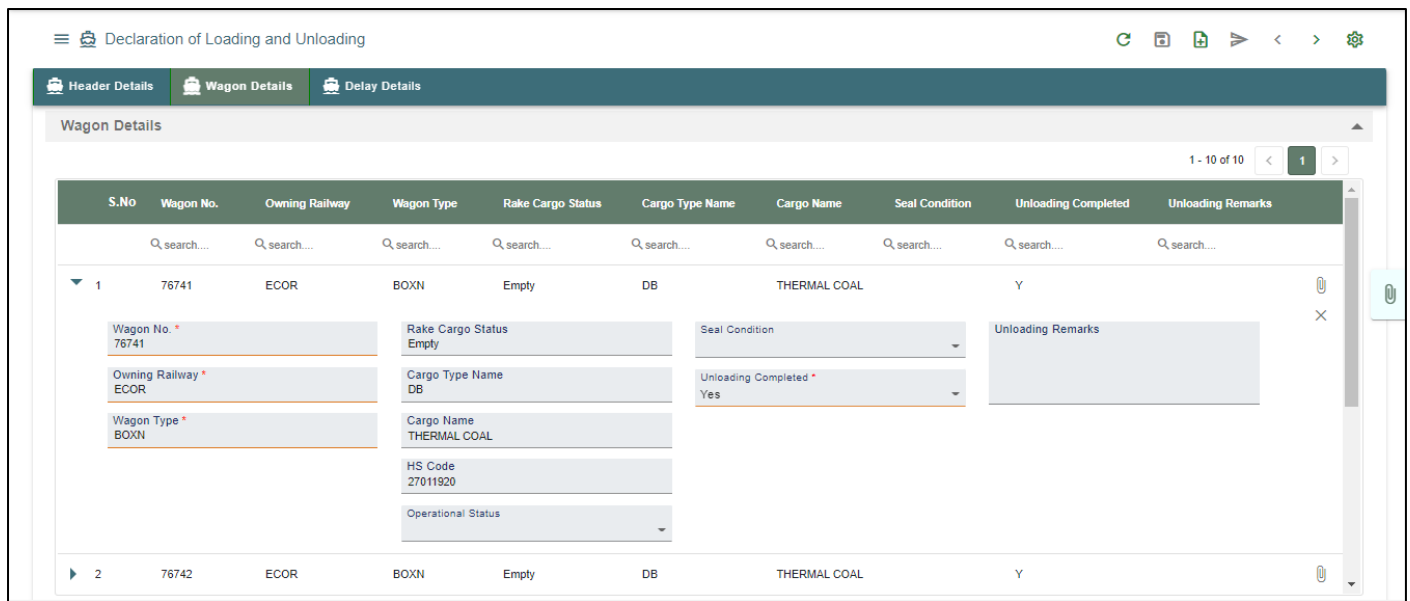 Declaration of Loading and Unloading
Header Details Wagon Details Delay Details
Wagon Details
1 - 10 of 10 < 1 >
S.No Wagon No. Owning Railway Wagon Type Rake Cargo Status Cargo Type Name Cargo Name Seal Condition Unloading Completed Unloading Remarks
search.... search.... search.... search.... search.... search.... search.... search.... search....
1 76741 ECOR BOXN Empty DB THERMAL COAL Y
Wagon No. * Rake Cargo Status Seal Condition Unloading Remarks
76741 Empty
Owning Railway * Cargo Type Name Unloading Completed *
ECOR DB Yes
Wagon Type * Cargo Name
BOXN THERMAL COAL
HS Code
27011920
Operational Status
2 76742 ECOR BOXN Empty DB THERMAL COAL Y